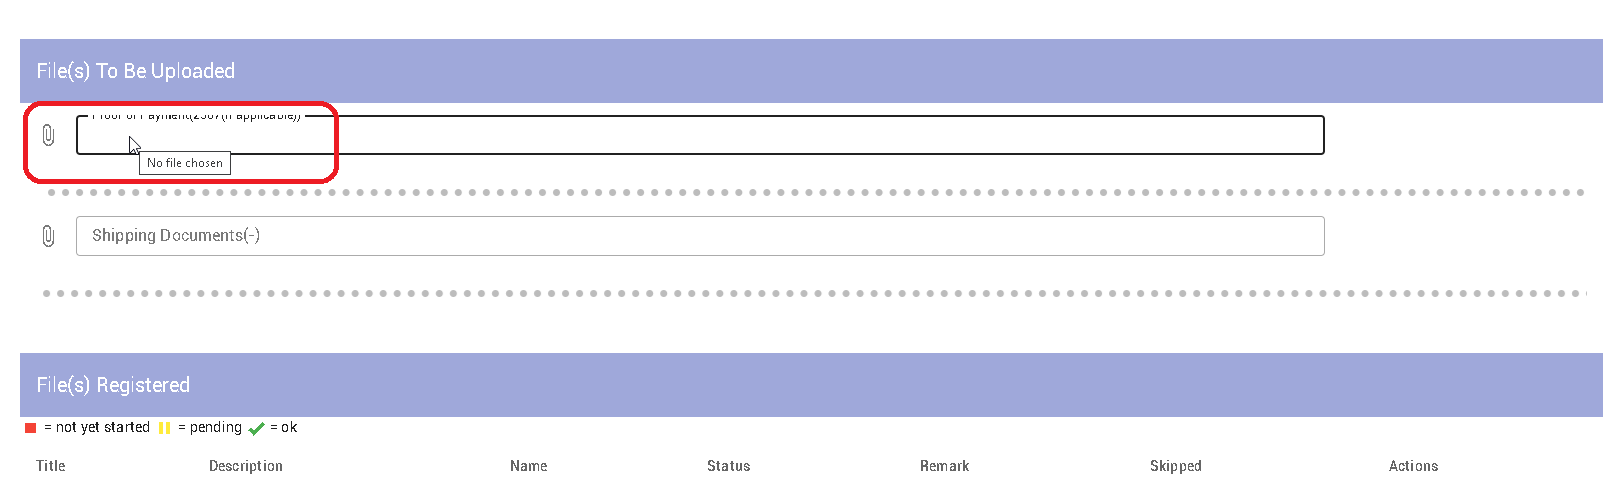 File(s) To Be Uploaded
Proof of Payment(2307(if applicable))
No file chosen
Shipping Documents(-)
File(s) Registered
= not yet started = pending = ok
Title Description Name Status Remark Skipped Actions